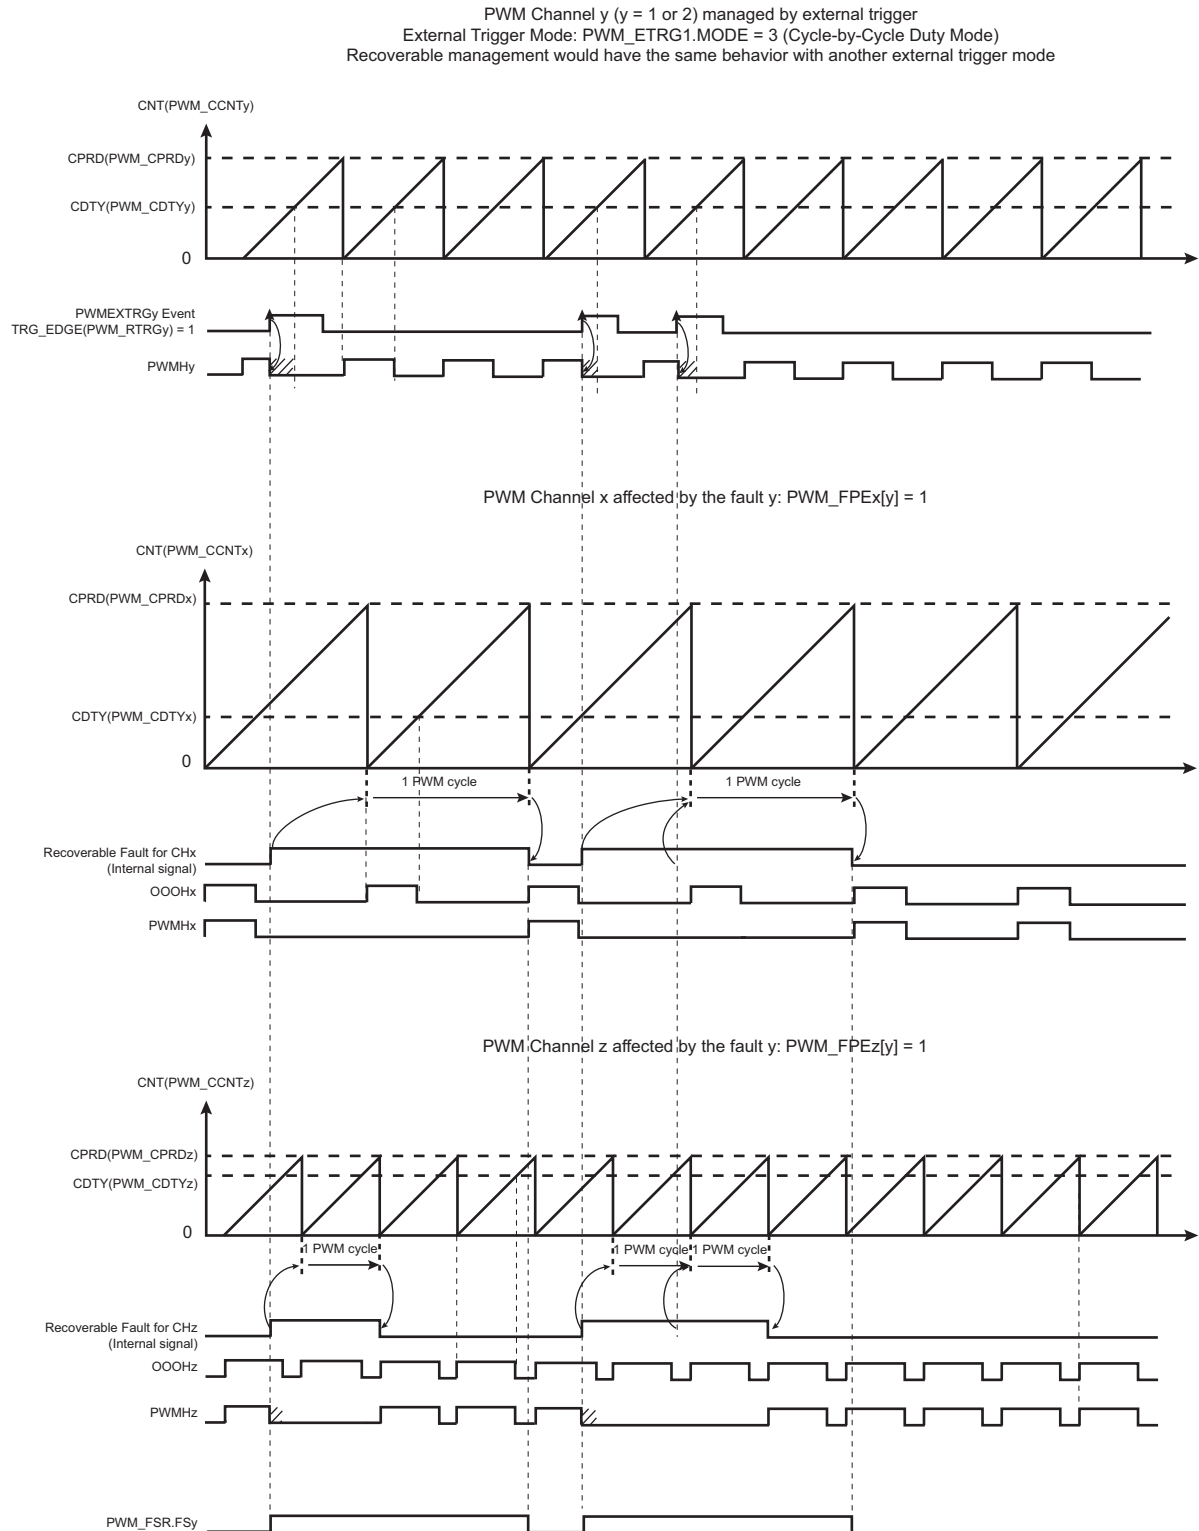 PWM Channel y (y = 1 or 2) managed by external trigger
External Trigger Mode: PWM_ETRG1.MODE = 3 (Cycle-by-Cycle Duty Mode)
Recoverable management would have the same behavior with another external trigger mode
CNT(PWM_CCNTy)
CPRD(PWM_CPRDy)
CDTY(PWM_CDTYy)
0
PWMEXTRGy Event
TRG_EDGE(PWM_RTRGy) = 1
PWMHy
PWM Channel x affected by the fault y: PWM_FPEx[y] = 1
CNT(PWM_CCNTx)
CPRD(PWM_CPRDx)
CDTY(PWM_CDTYx)
0
1 PWM cycle
1 PWM cycle
Recoverable Fault for CHx
(Internal signal)
OOOHx
PWMHx
PWM Channel z affected by the fault y: PWM_FPEz[y] = 1
CNT(PWM_CCNTz)
CPRD(PWM_CPRDz)
CDTY(PWM_CDTYz)
0
1 PWM cycle
1 PWM cycle
1 PWM cycle
Recoverable Fault for CHz
(Internal signal)
OOOHz
PWMHz
PWM_FSR.FSy